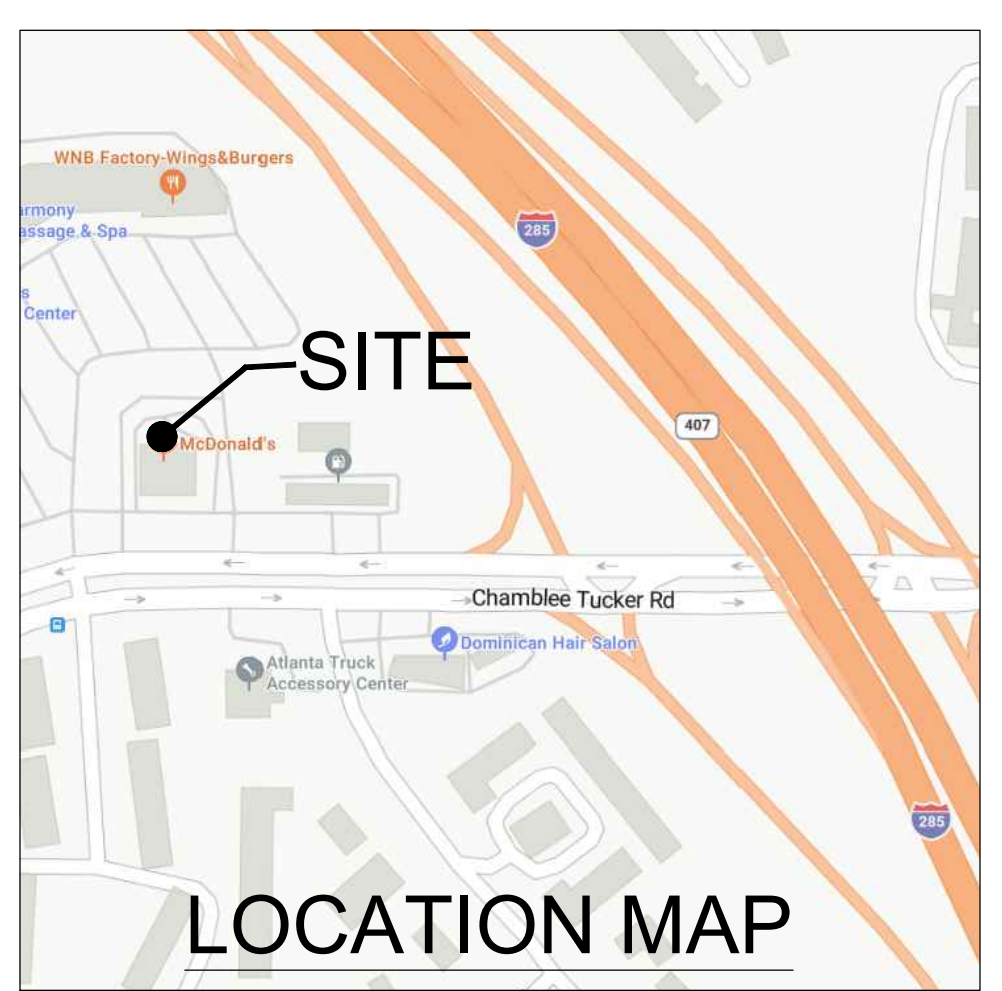 WNB Factory-Wings&Burgers
armony
assage & Spa
285
s
Center
SITE
407
McDonald's
Chamblee Tucker Rd
Dominican Hair Salon
Atlanta Truck
Accessory Center
285
LOCATION MAP